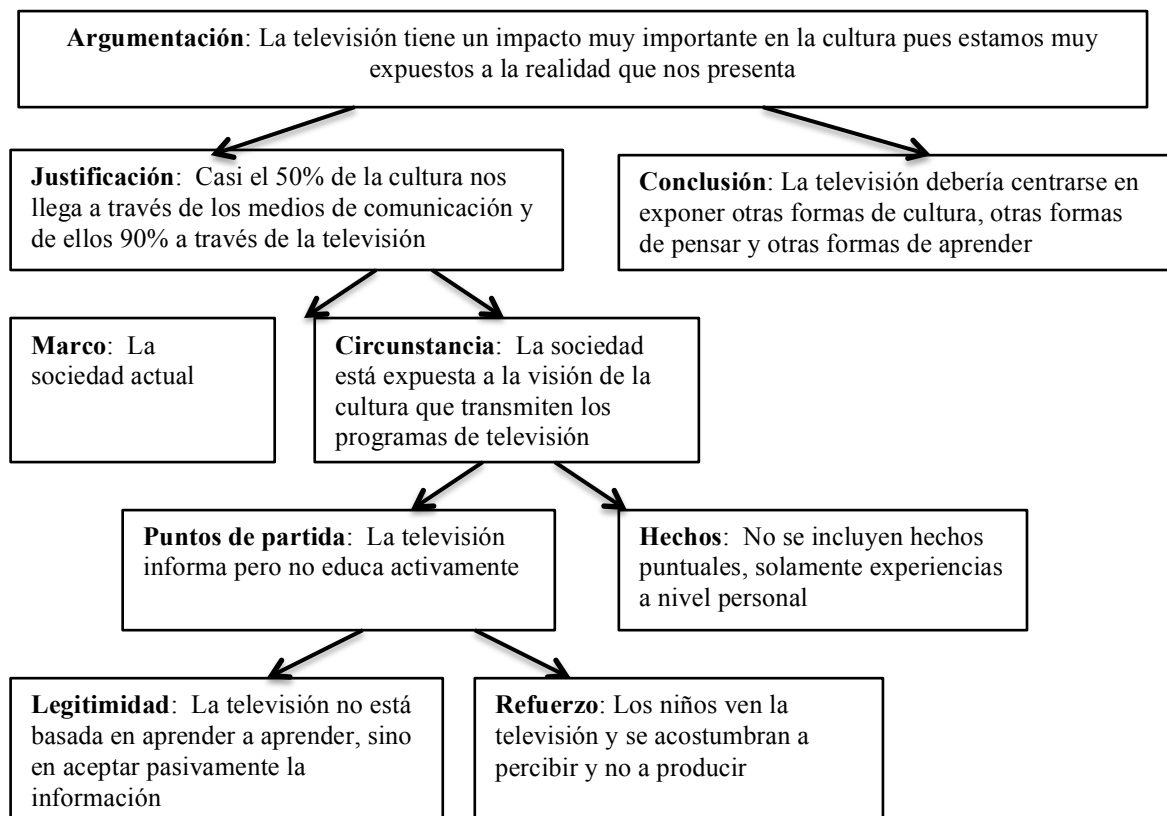 Argumentación: La televisión tiene un impacto muy importante en la cultura pues estamos muy
expuestos a la realidad que nos presenta
Justificación: Casi el 50% de la cultura nos
llega a través de los medios de comunicación y
de ellos 90% a través de la televisión
Conclusión: La televisión debería centrarse en
exponer otras formas de cultura, otras formas
de pensar y otras formas de aprender
Marco: La
sociedad actual
Circunstancia: La sociedad
está expuesta a la visión de la
cultura que transmiten los
programas de televisión
Puntos de partida: La televisión
informa pero no educa activamente
Hechos: No se incluyen hechos
puntuales, solamente experiencias
a nivel personal
Legitimidad: La televisión no está
basada en aprender a aprender, sino
en aceptar pasivamente la
información
Refuerzo: Los niños ven la
televisión y se acostumbran a
percibir y no a producir